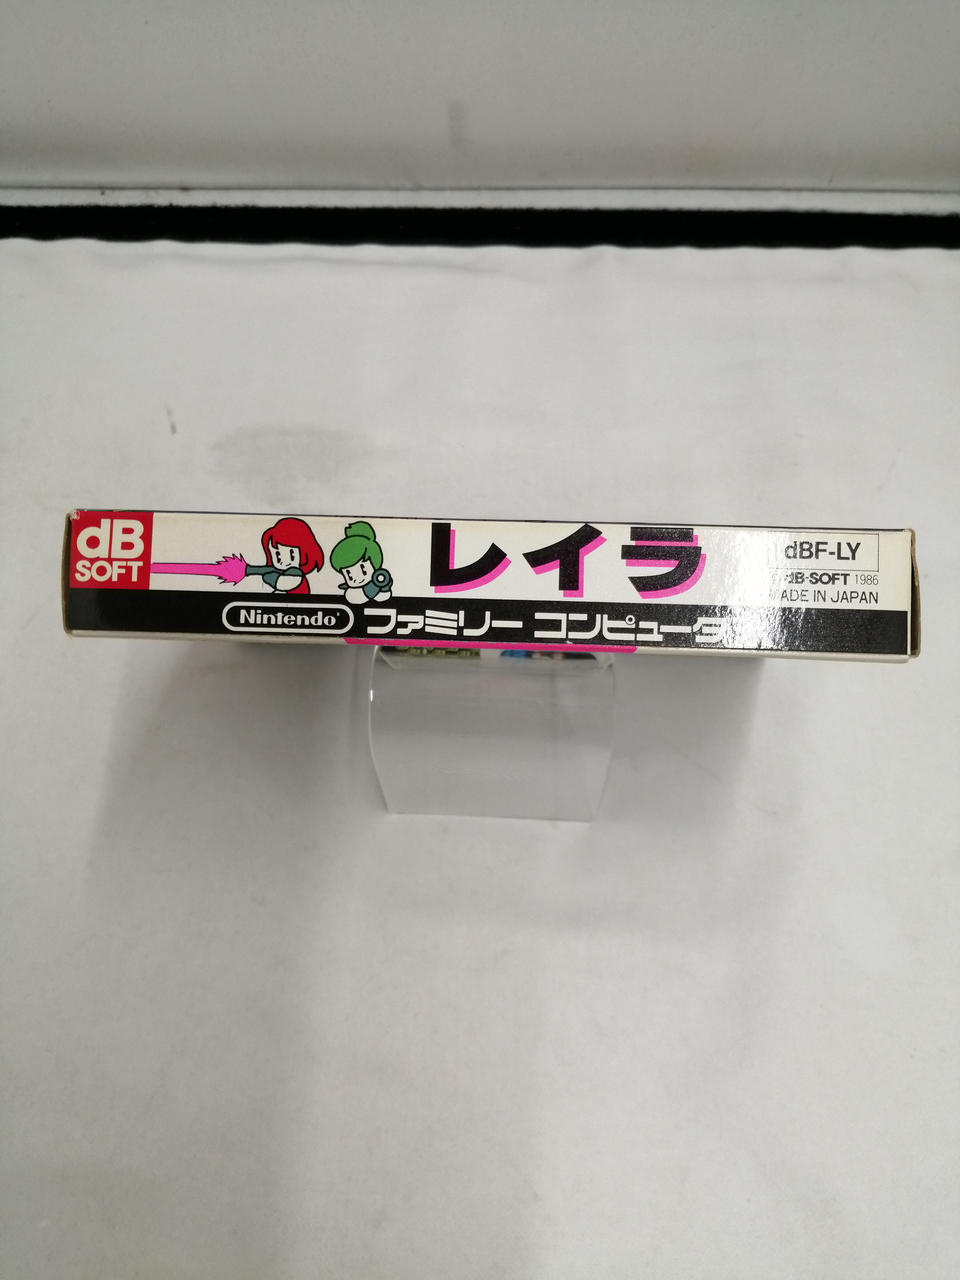 dB
SOFT
レイラ
dBF-LY
dB-SOFT 1986
MADE IN JAPAN
Nintendo
ファミリー コンピュータ